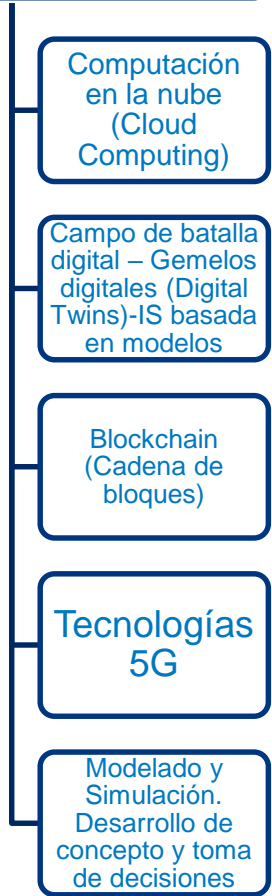 Computación
en la nube
(Cloud
Computing)
Campo de batalla
digital – Gemelos
digitales (Digital
Twins)-IS basada
en modelos
Blockchain
(Cadena de
bloques)
Tecnologías
5G
Modelado y
Simulación.
Desarrollo de
concepto y toma
de decisiones